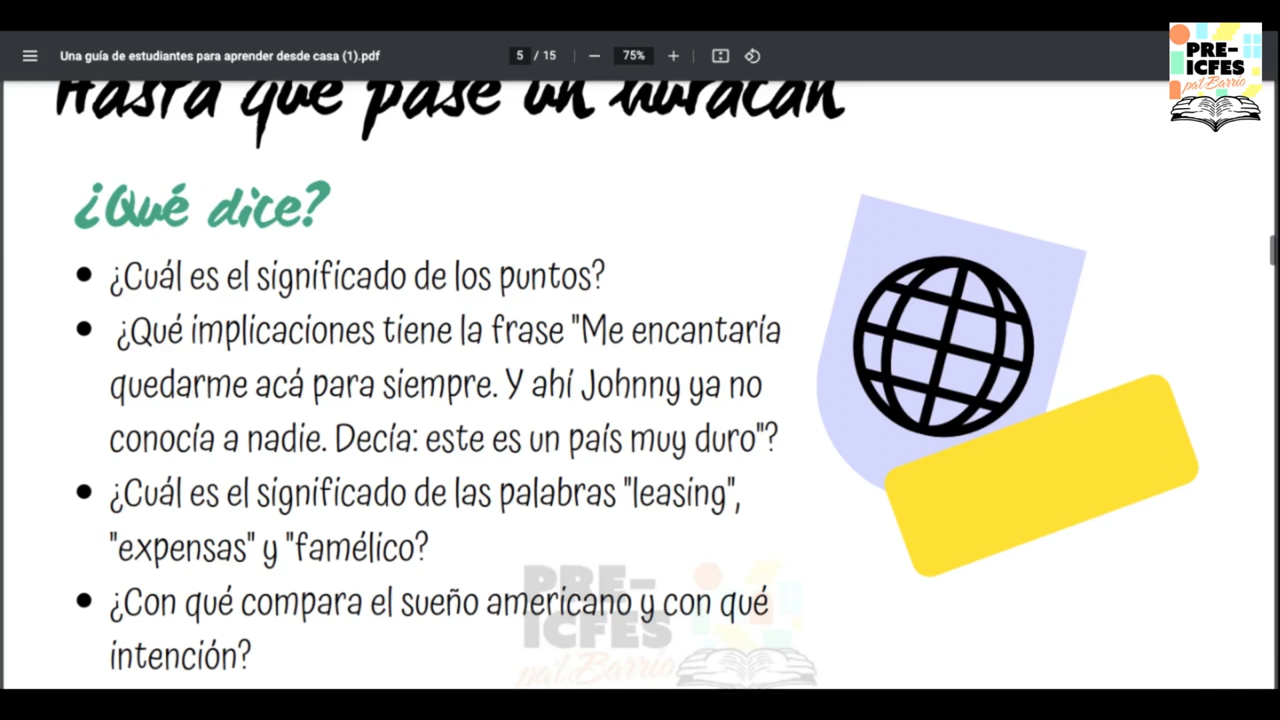 Una guía de estudiantes para aprender desde casa (1).pdf
5 / 15
75%
PRE-
ICFES
pa'l Barrio
Hasta que pase un huracán
¿Qué dice?
¿Cuál es el significado de los puntos?
¿Qué implicaciones tiene la frase "Me encantaría
quedarme acá para siempre. Y ahí Johnny ya no
conocía a nadie. Decía: este es un país muy duro"?
¿Cuál es el significado de las palabras "leasing",
"expensas" y "famélico?
¿Con qué compara el sueño americano y con qué
intención?
PRE-
ICFES
pa'l Barrio